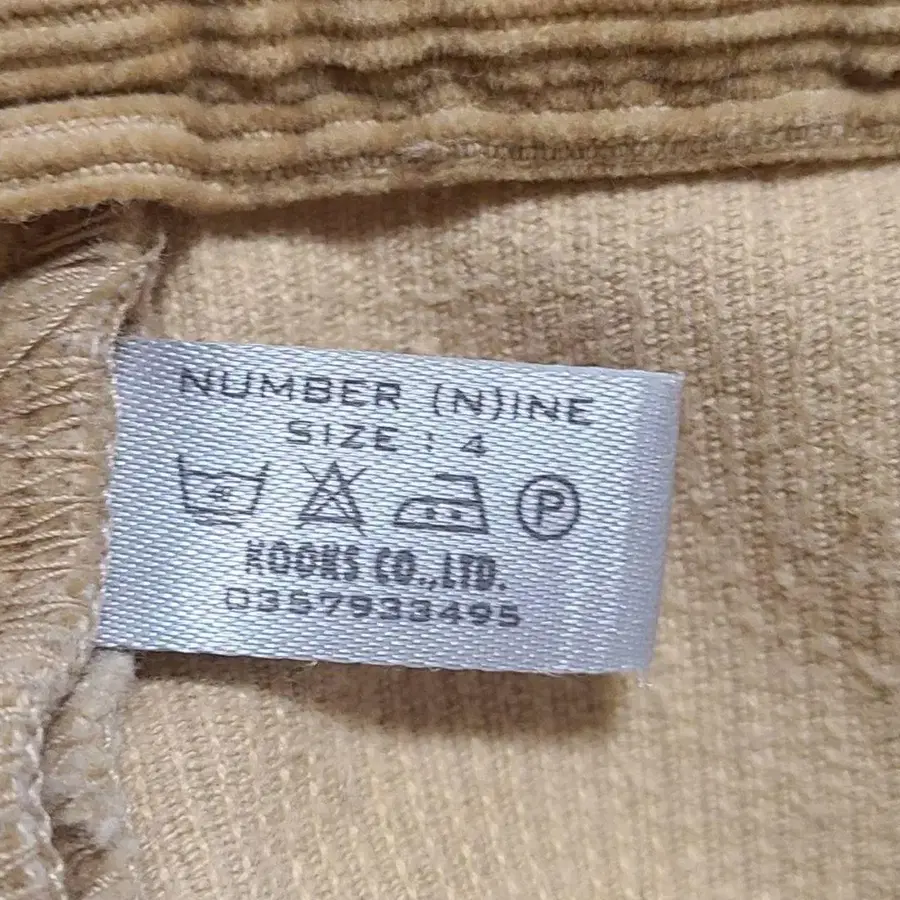 NUMBER (N)INE
SIZE : 4
P
KOOKS CO.,LTD.
0357933495